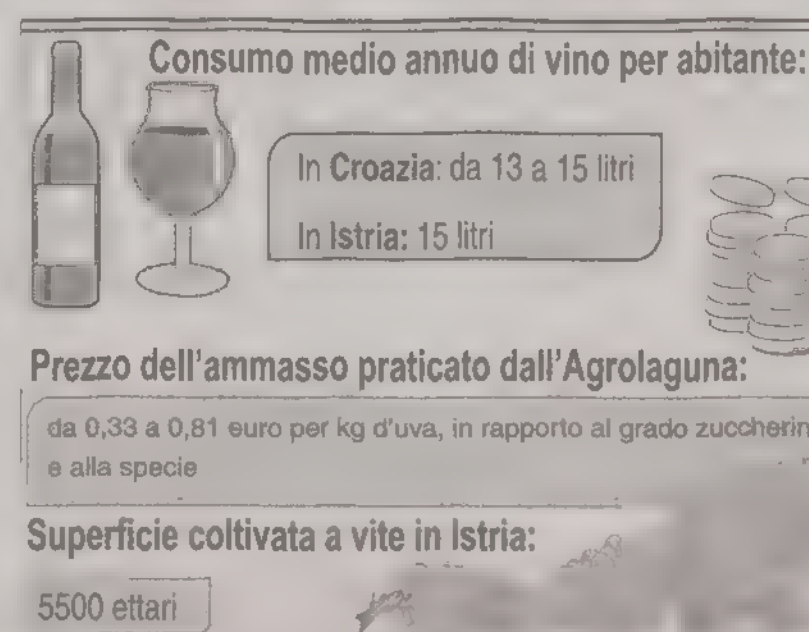 Consumo medio annuo di vino per abitante:
In Croazia: da 13 a 15 litri
In Istria: 15 litri
Prezzo dell'ammasso praticato dall'Agrolaguna:
da 0,33 a 0,81 euro per kg d'uva, in rapporto al grado zuccherin
e alla specie
Superficie coltivata a vite in Istria:
5500 ettari